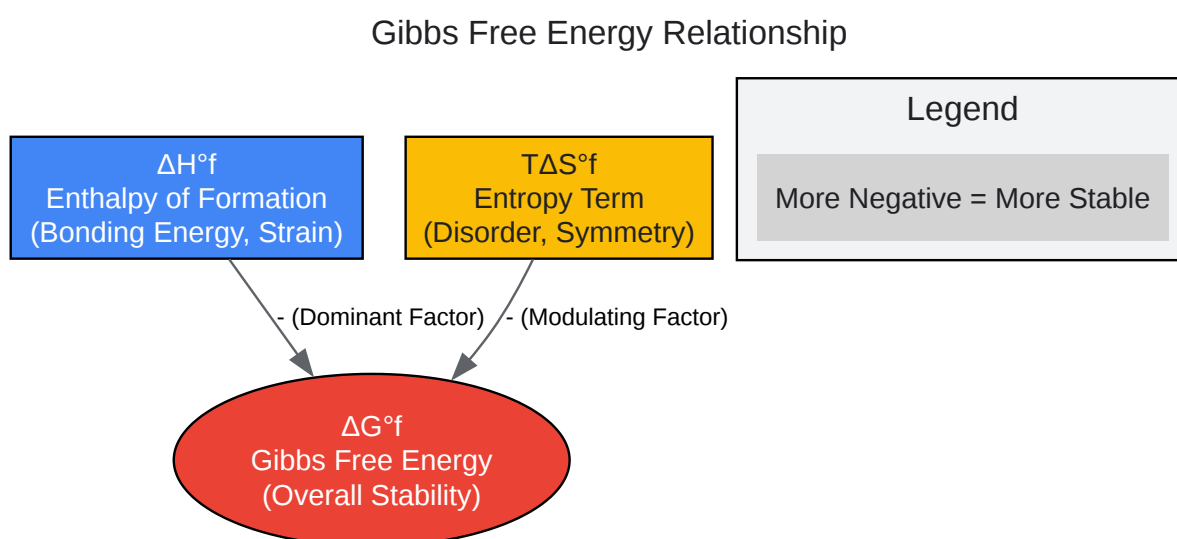 Gibbs Free Energy Relationship
Legend
More Negative = More Stable
ΔH°f
Enthalpy of Formation
(Bonding Energy, Strain)
TΔS°f
Entropy Term
(Disorder, Symmetry)
- (Dominant Factor)
- (Modulating Factor)
ΔG°f
Gibbs Free Energy
(Overall Stability)